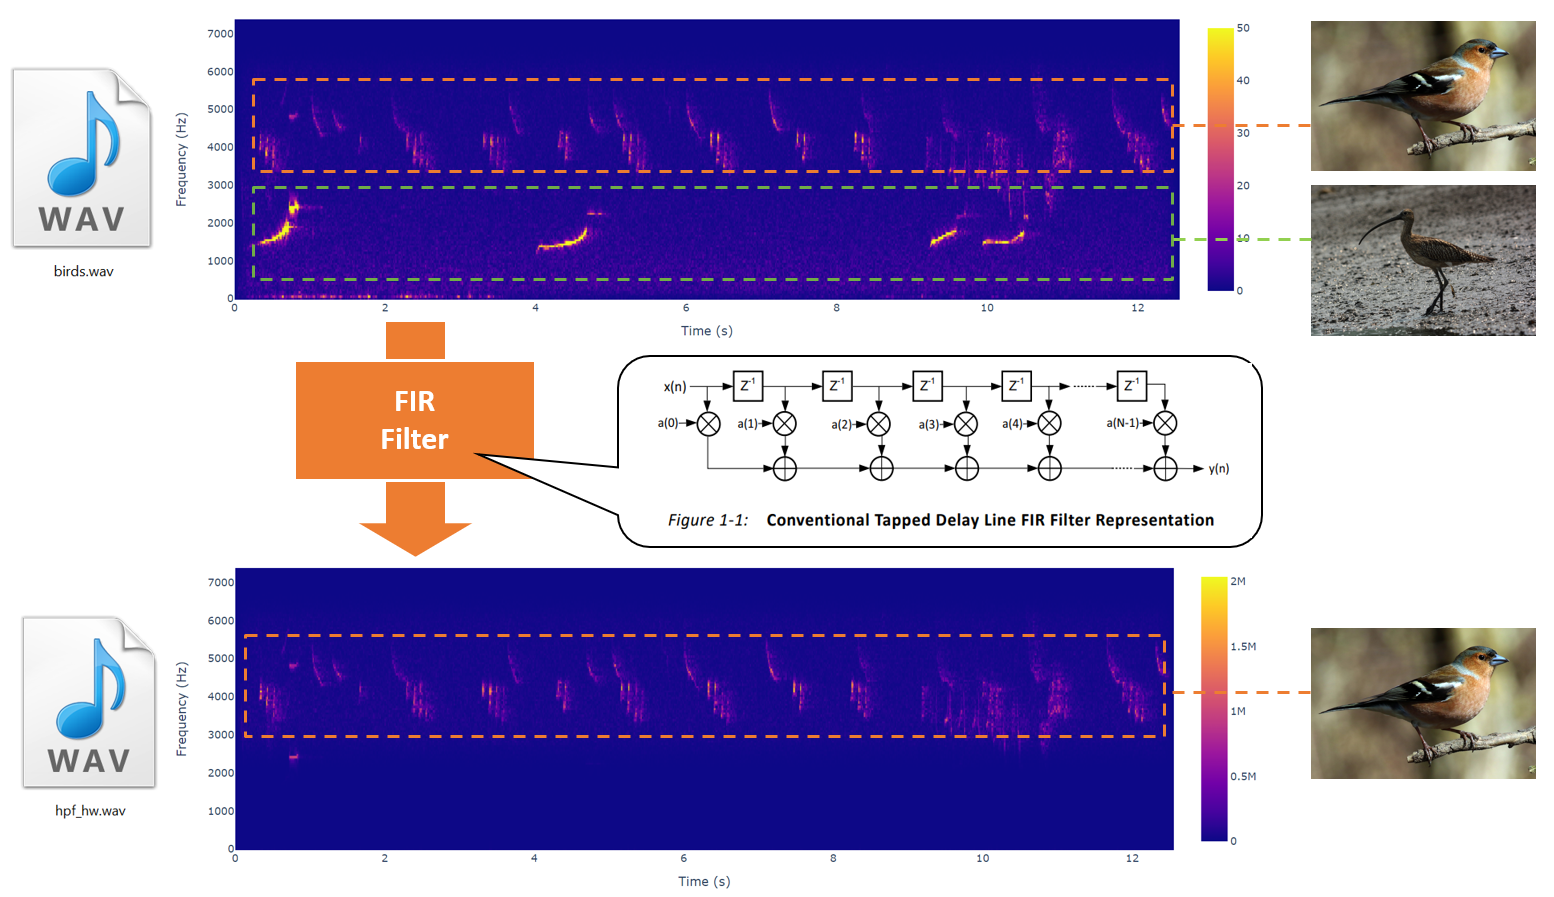 7000
6000
5000
4000
3000
2000
1000
0
Frequency (Hz)
0 2 4 6 8 10 12
Time (s)
50
40
30
20
10
0
WAV
birds.wav
FIR
Filter
x(n) Z-1 Z-1 Z-1 Z-1 Z-1
a(0) a(1) a(2) a(3) a(4) a(N-1)
y(n)
Figure 1-1: Conventional Tapped Delay Line FIR Filter Representation
7000
6000
5000
4000
3000
2000
1000
0
Frequency (Hz)
0 2 4 6 8 10 12
Time (s)
2M
1.5M
1M
0.5M
0
WAV
hpf_hw.wav